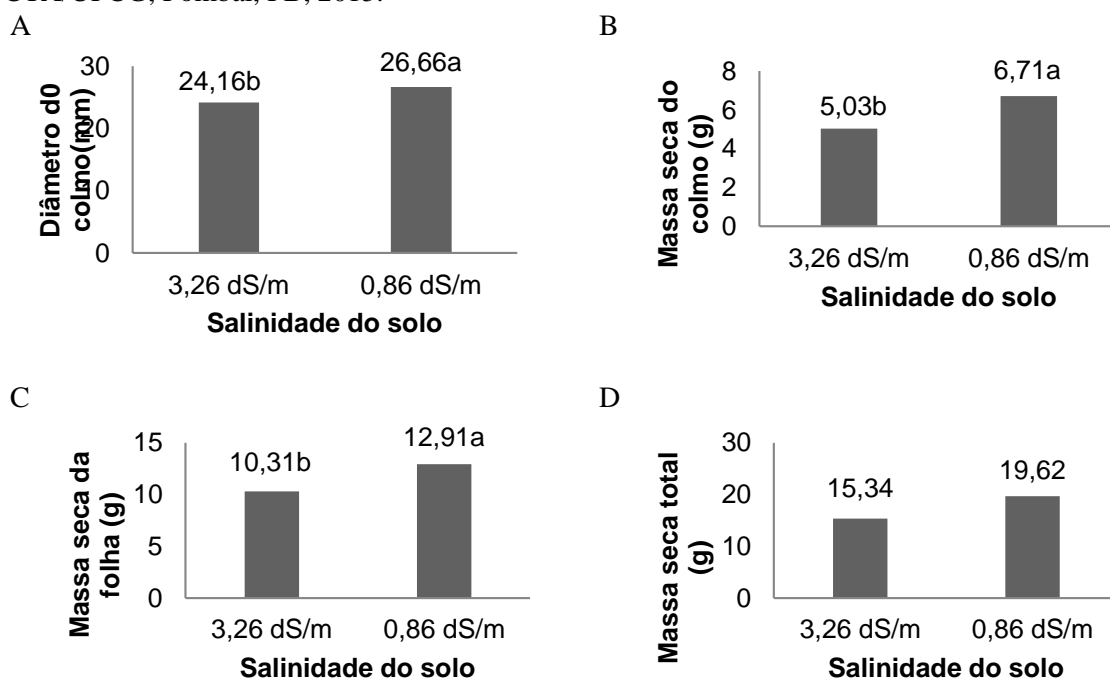 A
30
20
10
0
24,16b
26,66a
Diâmetro d0
colmo(mm)
3,26 dS/m 0,86 dS/m
Salinidade do solo
B
8
6
4
2
0
5,03b
6,71a
Massa seca do
colmo (g)
3,26 dS/m 0,86 dS/m
Salinidade do solo
C
15
10
5
0
10,31b
12,91a
Massa seca da
folha (g)
3,26 dS/m 0,86 dS/m
Salinidade do solo
D
30
20
10
0
15,34
19,62
Massa seca total
(g)
3,26 dS/m 0,86 dS/m
Salinidade do solo